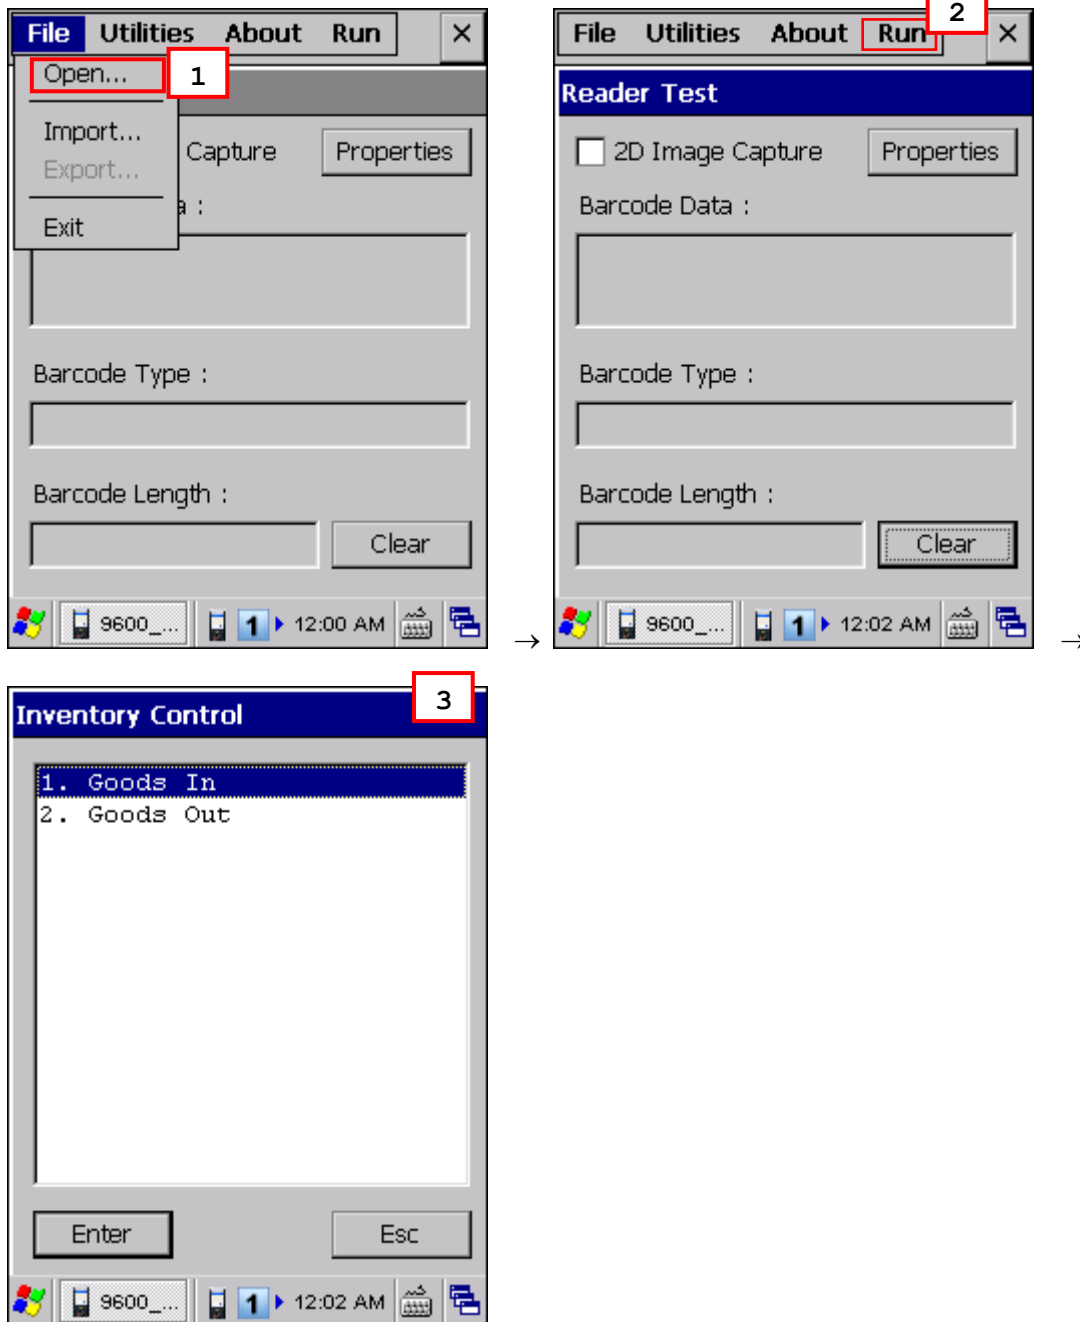 File Utilities About Run ×
Open... 1
Import...
Export...
Exit
Capture Properties
a :
Barcode Type :
Barcode Length :
Clear
9600_... 1 12:00 AM
→
2
File Utilities About Run ×
Reader Test
2D Image Capture Properties
Barcode Data :
Barcode Type :
Barcode Length :
Clear
9600_... 1 12:02 AM
→
3
Inventory Control
1. Goods In
2. Goods Out
Enter Esc
9600_... 1 12:02 AM